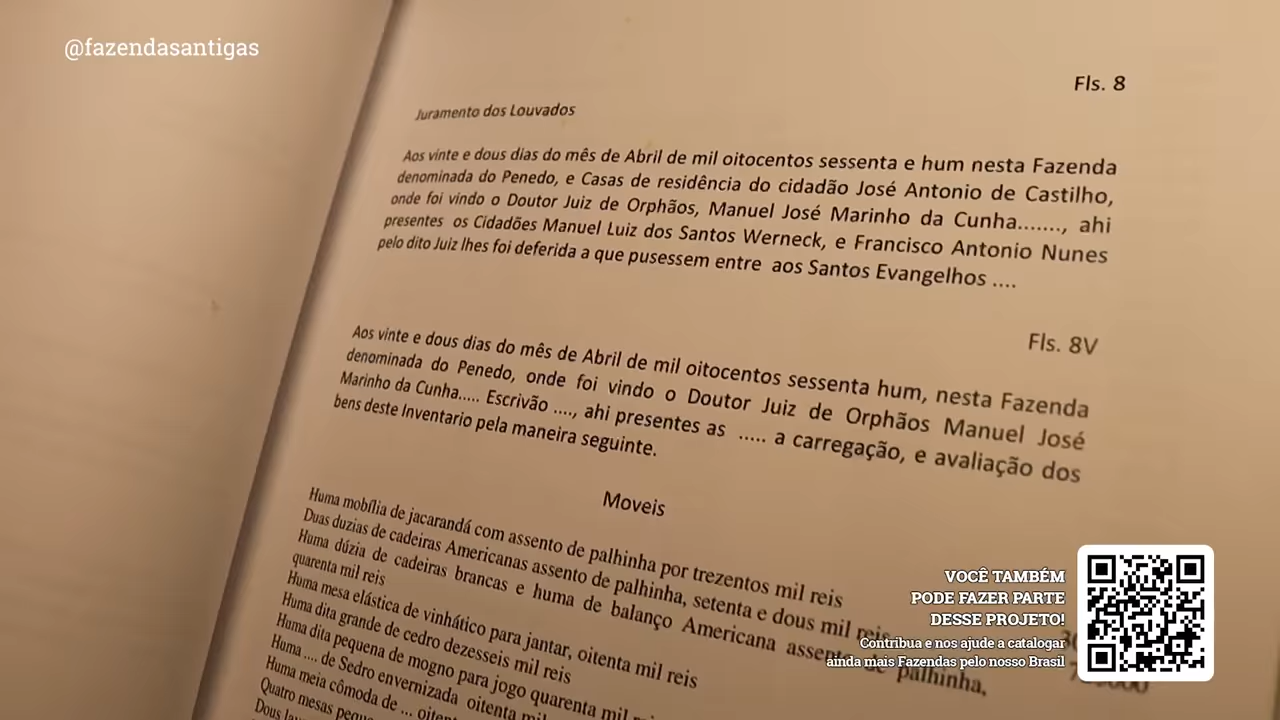 @fazendasantigas
Fls. 8
Juramento dos Louvados
Aos vinte e dous dias do mês de Abril de mil oitocentos sessenta e hum nesta Fazenda
denominada do Penedo, e Casas de residência do cidadão José Antonio de Castilho,
onde foi vindo o Doutor Juiz de Orphãos, Manuel José Marinho da Cunha......., ahi
presentes os Cidadões Manuel Luiz dos Santos Werneck, e Francisco Antonio Nunes
pelo dito Juiz lhes foi deferida a que pusessem entre aos Santos Evangelhos ....
Fls. 8V
Aos vinte e dous dias do mês de Abril de mil oitocentos sessenta hum, nesta Fazenda
denominada do Penedo, onde foi vindo o Doutor Juiz de Orphãos Manuel José
Marinho da Cunha..... Escrivão ...., ahi presentes as ..... a carregação, e avaliação dos
bens deste Inventario pela maneira seguinte.
Moveis
Huma mobília de jacarandá com assento de palhinha por trezentos mil reis
Duas duzias de cadeiras Americanas assento de palhinha, setenta e dous mil reis
Huma dúzia de cadeiras brancas e huma de balanço Americana assento de palhinha,
quarenta mil reis
Huma mesa elástica de vinhático para jantar, oitenta mil reis
Huma dita grande de cedro dezesseis mil reis
Huma dita pequena de mogno para jogo quarenta mil
Huma .... de Sedro envernizada oitenta mil
Huma meia cômoda de ...
Quatro mesas
Dous
VOCÊ TAMBÉM
PODE FAZER PARTE
DESSE PROJETO!
Contribua e nos ajude a catalogar
ainda mais Fazendas pelo nosso Brasil